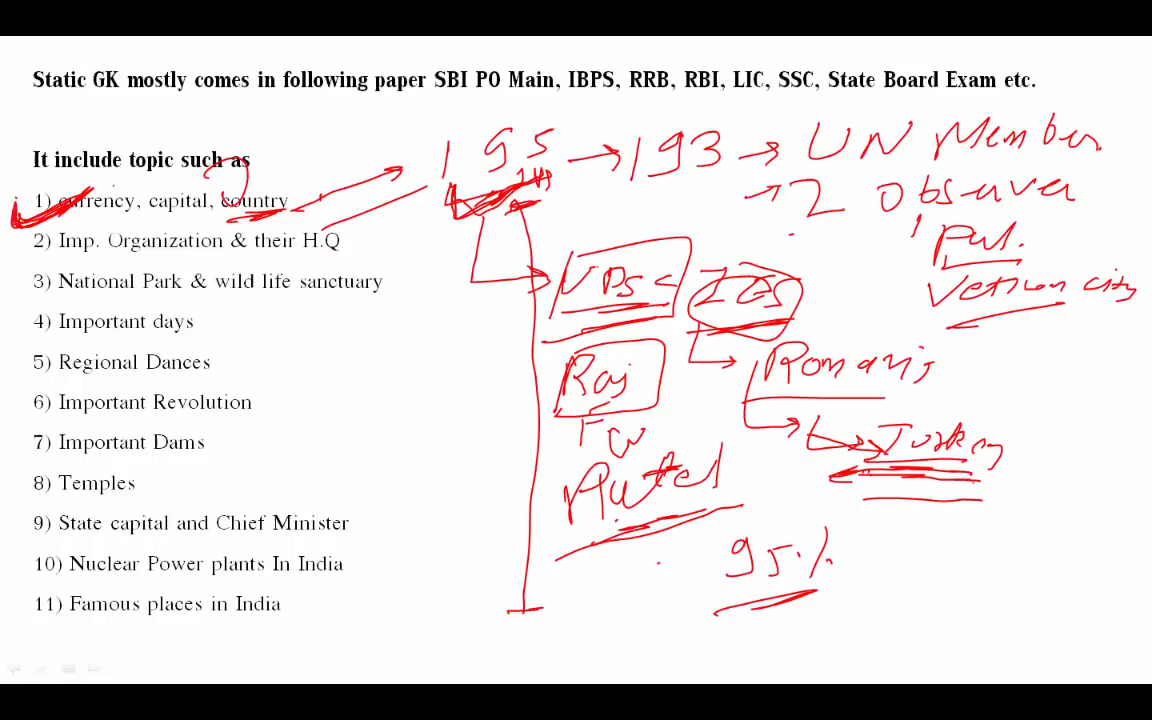 Static GK mostly comes in following paper SBI PO Main, IBPS, RRB, RBI, LIC, SSC, State Board Exam etc.
It include topic such as
1) currency, capital, country
2) Imp. Organization & their H.Q
3) National Park & wild life sanctuary
4) Important days
5) Regional Dances
6) Important Revolution
7) Important Dams
8) Temples
9) State capital and Chief Minister
10) Nuclear Power plants In India
11) Famous places in India
195 → 193 → UN Member
→ 2 Observer
UPSC
Raj
Turkey
95%